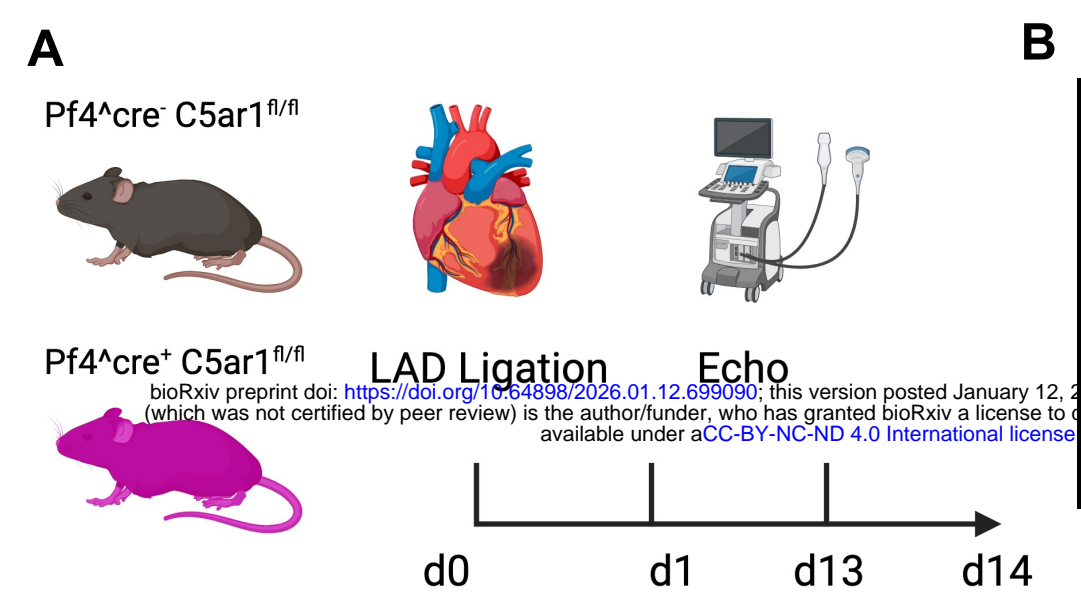 A
B
Pf4^cre- C5ar1fl/fl
Pf4^cre+ C5ar1fl/fl
LAD Ligation
Echo
bioRxiv preprint doi: https://doi.org/10.64898/2026.01.12.699090; this version posted January 12, 2
(which was not certified by peer review) is the author/funder, who has granted bioRxiv a license to
available under aCC-BY-NC-ND 4.0 International license
d0 d1 d13 d14